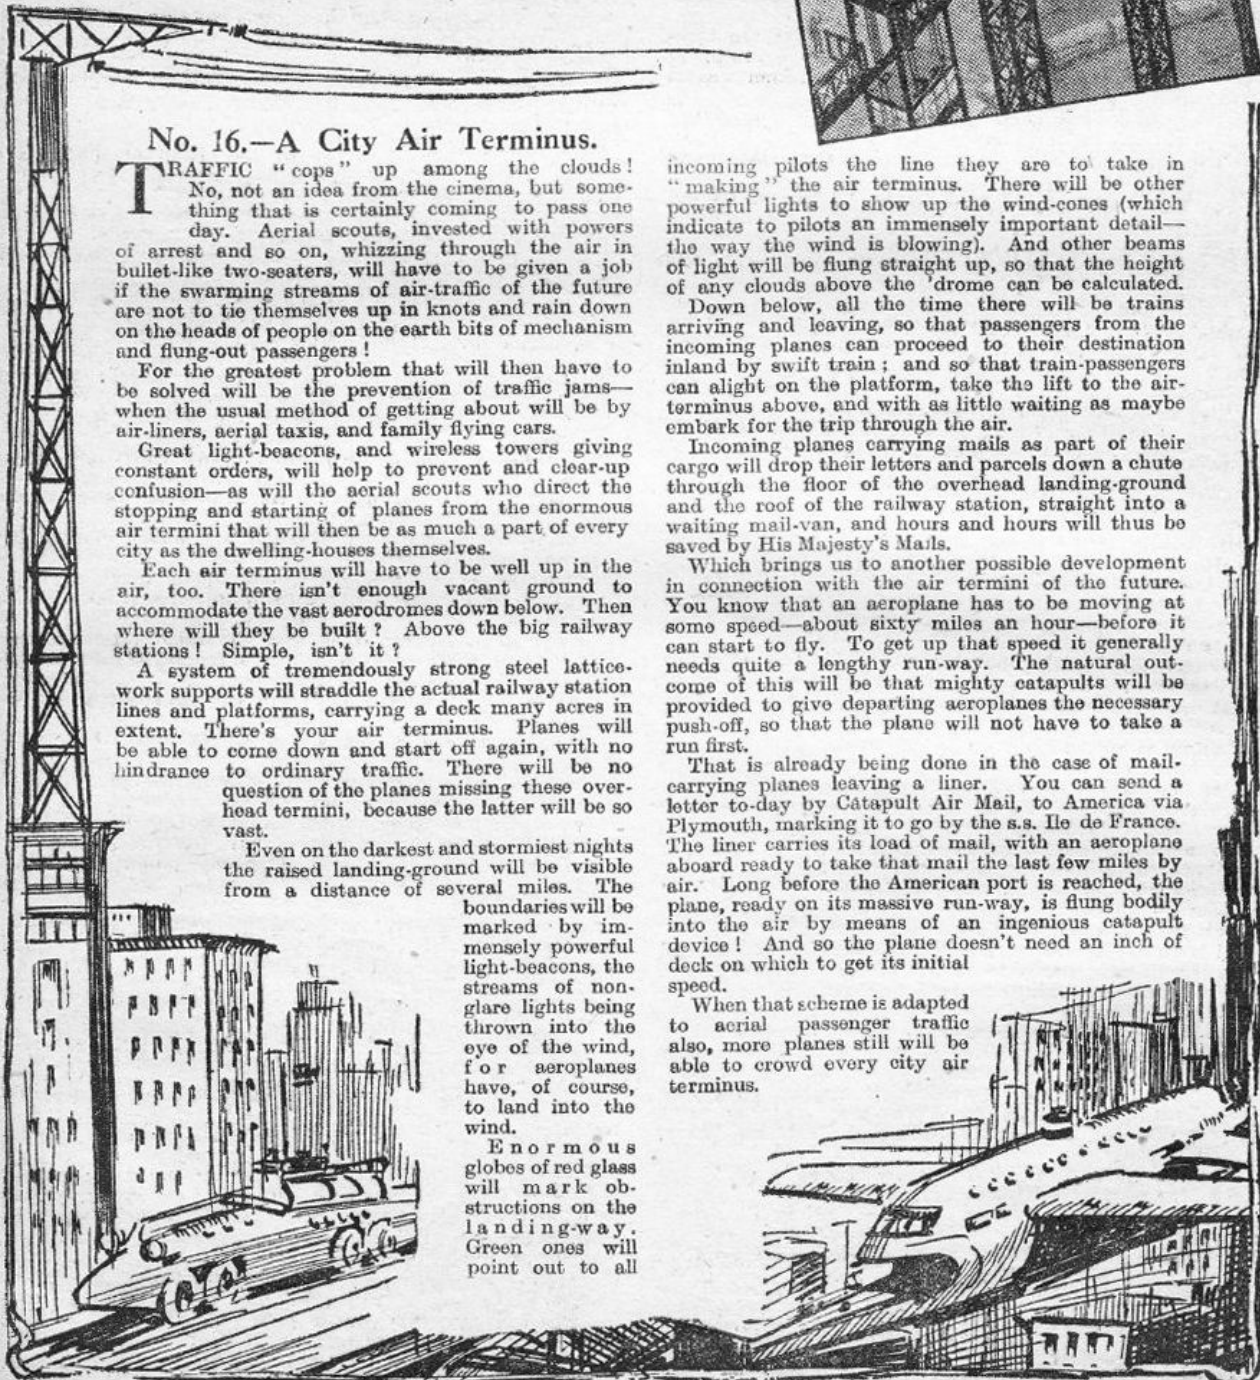 No. 16.—A City Air Terminus.
TRAFFIC "cops" up among the clouds!
No, not an idea from the cinema, but some-
thing that is certainly coming to pass one
day. Aerial scouts, invested with powers
of arrest and so on, whizzing through the air in
bullet-like two-seaters, will have to be given a job
if the swarming streams of air-traffic of the future
are not to tie themselves up in knots and rain down
on the heads of people on the earth bits of mechanism
and flung-out passengers!
For the greatest problem that will then have to
be solved will be the prevention of traffic jams—
when the usual method of getting about will be by
air-liners, aerial taxis, and family flying cars.
Great light-beacons, and wireless towers giving
constant orders, will help to prevent and clear-up
confusion—as will the aerial scouts who direct the
stopping and starting of planes from the enormous
air termini that will then be as much a part of every
city as the dwelling-houses themselves.
Each air terminus will have to be well up in the
air, too. There isn't enough vacant ground to
accommodate the vast aerodromes down below. Then
where will they be built? Above the big railway
stations! Simple, isn't it?
A system of tremendously strong steel lattice-
work supports will straddle the actual railway station
lines and platforms, carrying a deck many acres in
extent. There's your air terminus. Planes will
be able to come down and start off again, with no
hindrance to ordinary traffic. There will be no
question of the planes missing these over-
head termini, because the latter will be so
vast.
Even on the darkest and stormiest nights
the raised landing-ground will be visible
from a distance of several miles. The
boundaries will be
marked by im-
mensely powerful
light-beacons, the
streams of non-
glare lights being
thrown into the
eye of the wind,
for aeroplanes
have, of course,
to land into the
wind.
Enormous
globes of red glass
will mark ob-
structions on the
landing-way.
Green ones will
point out to all
incoming pilots the line they are to take in
"making" the air terminus. There will be other
powerful lights to show up the wind-cones (which
indicate to pilots an immensely important detail—
the way the wind is blowing). And other beams
of light will be flung straight up, so that the height
of any clouds above the 'drome can be calculated.
Down below, all the time there will be trains
arriving and leaving, so that passengers from the
incoming planes can proceed to their destination
inland by swift train; and so that train-passengers
can alight on the platform, take the lift to the air-
terminus above, and with as little waiting as maybe
embark for the trip through the air.
Incoming planes carrying mails as part of their
cargo will drop their letters and parcels down a chute
through the floor of the overhead landing-ground
and the roof of the railway station, straight into a
waiting mail-van, and hours and hours will thus be
saved by His Majesty's Mails.
Which brings us to another possible development
in connection with the air termini of the future.
You know that an aeroplane has to be moving at
some speed—about sixty miles an hour—before it
can start to fly. To get up that speed it generally
needs quite a lengthy run-way. The natural out-
come of this will be that mighty catapults will be
provided to give departing aeroplanes the necessary
push-off, so that the plane will not have to take a
run first.
That is already being done in the case of mail-
carrying planes leaving a liner. You can send a
letter to-day by Catapult Air Mail, to America via
Plymouth, marking it to go by the s.s. Ile de France.
The liner carries its load of mail, with an aeroplane
aboard ready to take that mail the last few miles by
air. Long before the American port is reached, the
plane, ready on its massive run-way, is flung bodily
into the air by means of an ingenious catapult
device! And so the plane doesn't need an inch of
deck on which to get its initial
speed.
When that scheme is adapted
to aerial passenger traffic
also, more planes still will be
able to crowd every city air
terminus.